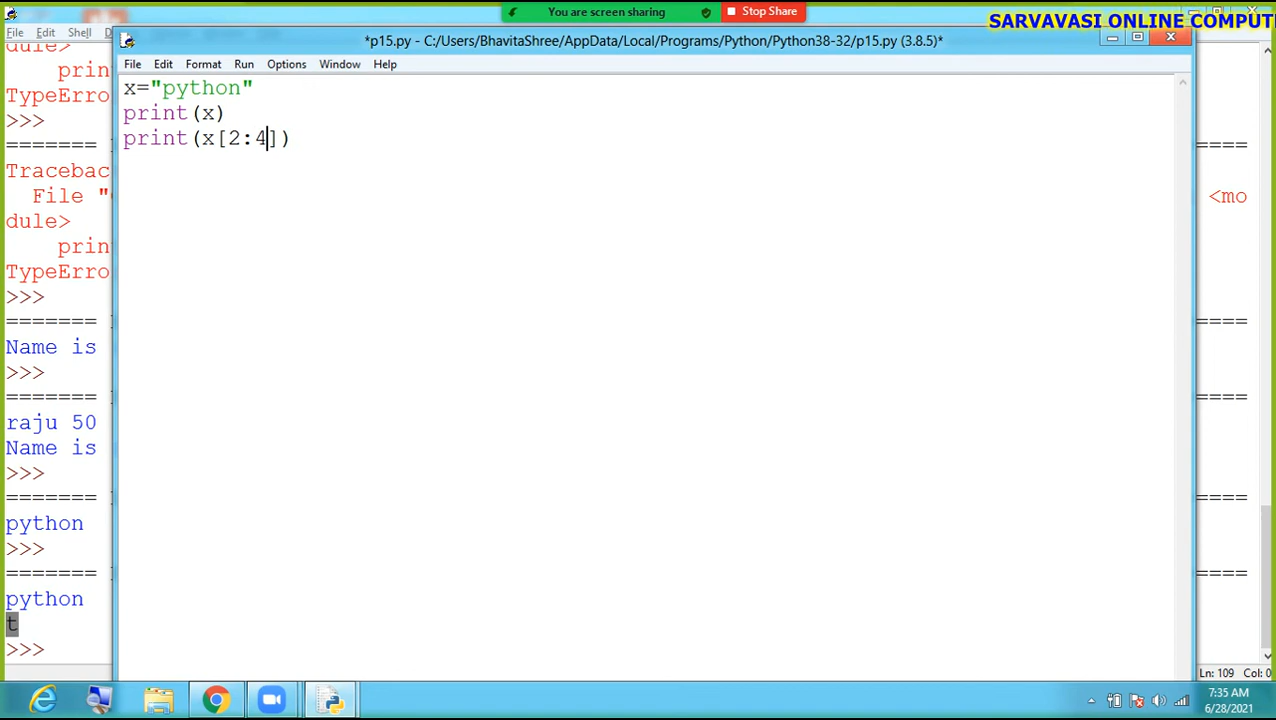 You are screen sharing
Stop Share
SARVAVASI ONLINE COMPUT
File Edit Shell
*p15.py - C:/Users/BhavitaShree/AppData/Local/Programs/Python/Python38-32/p15.py (3.8.5)*
File Edit Format Run Options Window Help
x="python"
print(x)
print(x[2:4])
dule>
prin
TypeErro
>>>
=======
====
Tracebac
File "
<mo
dule>
prin
TypeErro
>>>
=======
====
Name is
>>>
=======
====
raju 50
Name is
>>>
=======
====
python
>>>
=======
====
python
t
>>>
Ln: 109 Col: 0
7:35 AM
6/28/2021